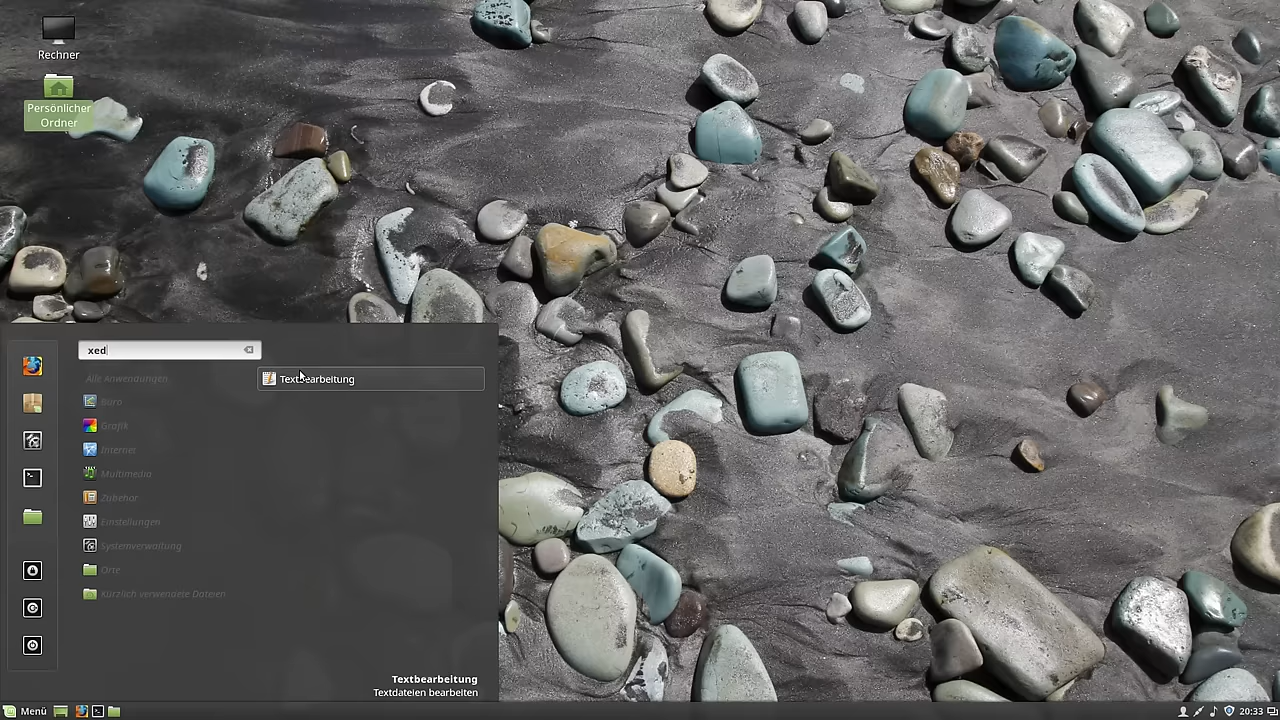 Rechner
Persönlicher
Ordner
xed
Alle Anwendungen
Textbearbeitung
Büro
Grafik
Internet
Multimedia
Zubehör
Einstellungen
Systemverwaltung
Orte
Kürzlich verwendete Dateien
Textbearbeitung
Textdateien bearbeiten
Menü
20:33